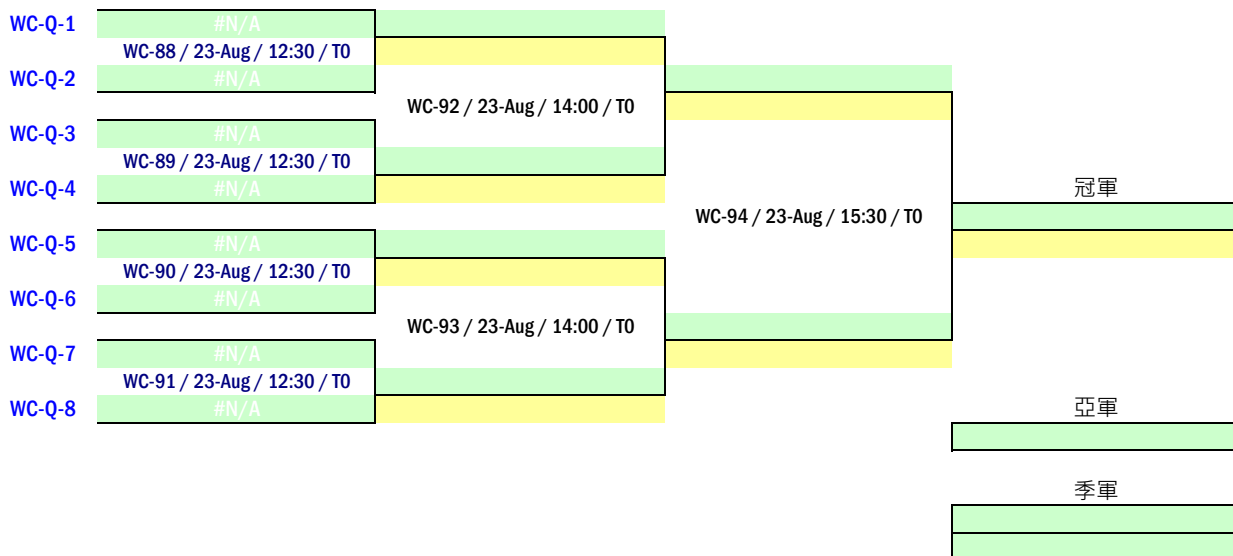 WC-Q-1 #N/A
WC-88 / 23-Aug / 12:30 / T0
WC-Q-2 #N/A
WC-92 / 23-Aug / 14:00 / T0
WC-Q-3 #N/A
WC-89 / 23-Aug / 12:30 / T0
WC-Q-4 #N/A
冠軍
WC-94 / 23-Aug / 15:30 / T0
WC-Q-5 #N/A
WC-90 / 23-Aug / 12:30 / T0
WC-Q-6 #N/A
WC-93 / 23-Aug / 14:00 / T0
WC-Q-7 #N/A
WC-91 / 23-Aug / 12:30 / T0
WC-Q-8 #N/A
亞軍
季軍